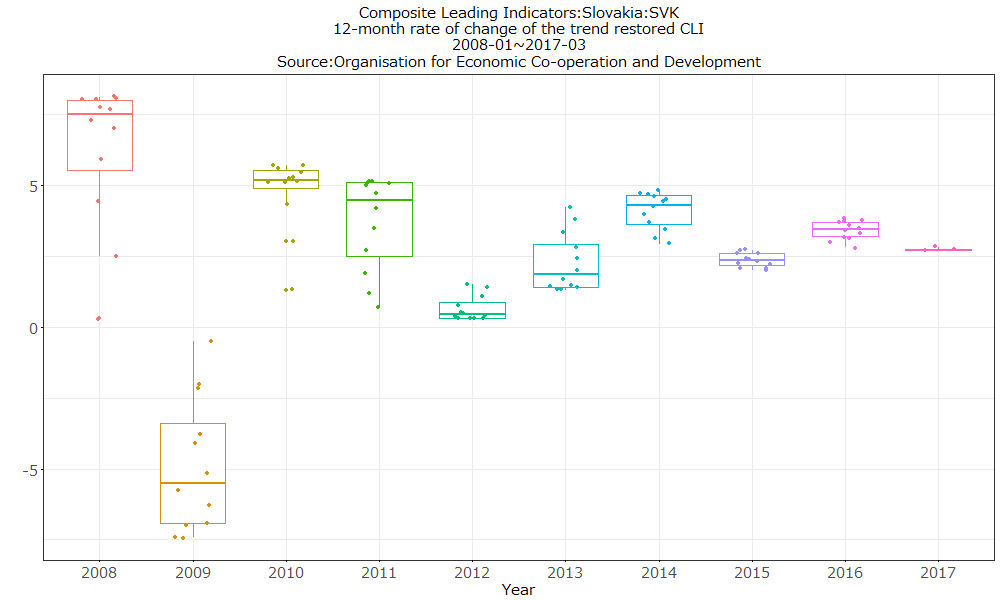 Composite Leading Indicators:Slovakia:SVK
12-month rate of change of the trend restored CLI
2008-01~2017-03
Source:Organisation for Economic Co-operation and Development
5
0
-5
2008 2009 2010 2011 2012 2013 2014 2015 2016 2017
Year